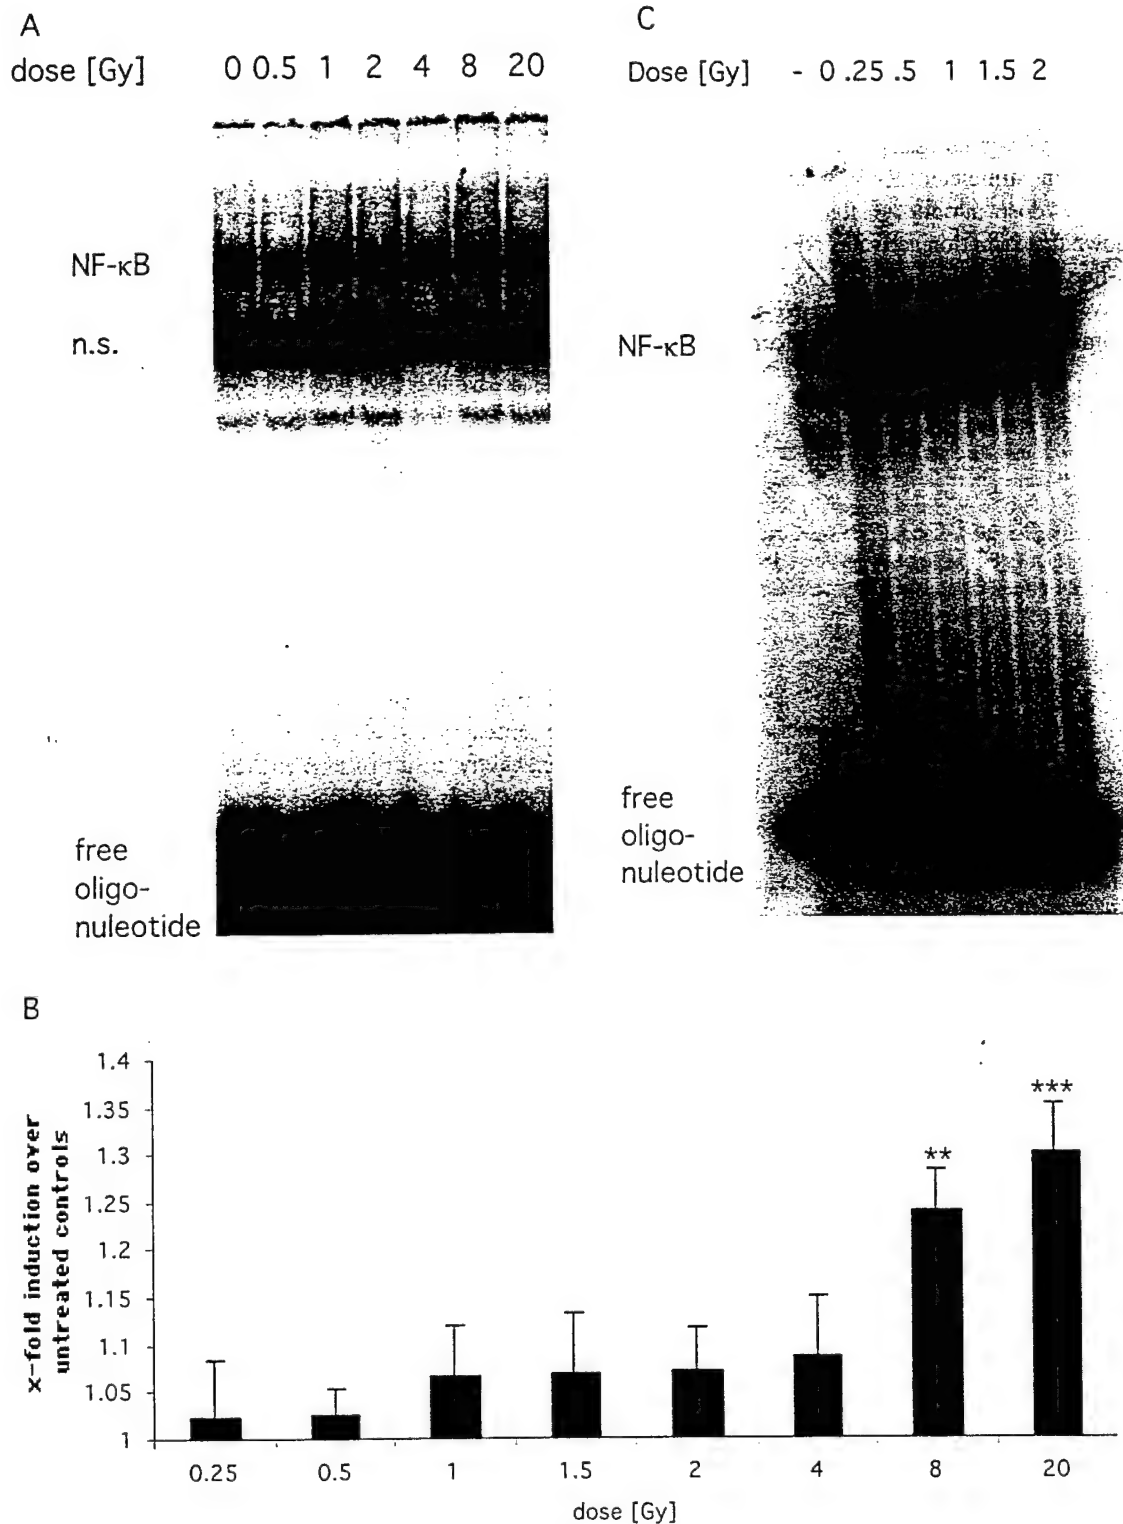 A
dose [Gy] 0 0.5 1 2 4 8 20
NF-κB
n.s.
free
oligo-
nuleotide
C
Dose [Gy] - 0 .25 .5 1 1.5 2
NF-κB
free
oligo-
nuleotide
B
x-fold induction over
untreated controls
1.4
1.35
1.3
1.25
1.2
1.15
1.1
1.05
1
**
***
0.25 0.5 1 1.5 2 4 8 20
dose [Gy]